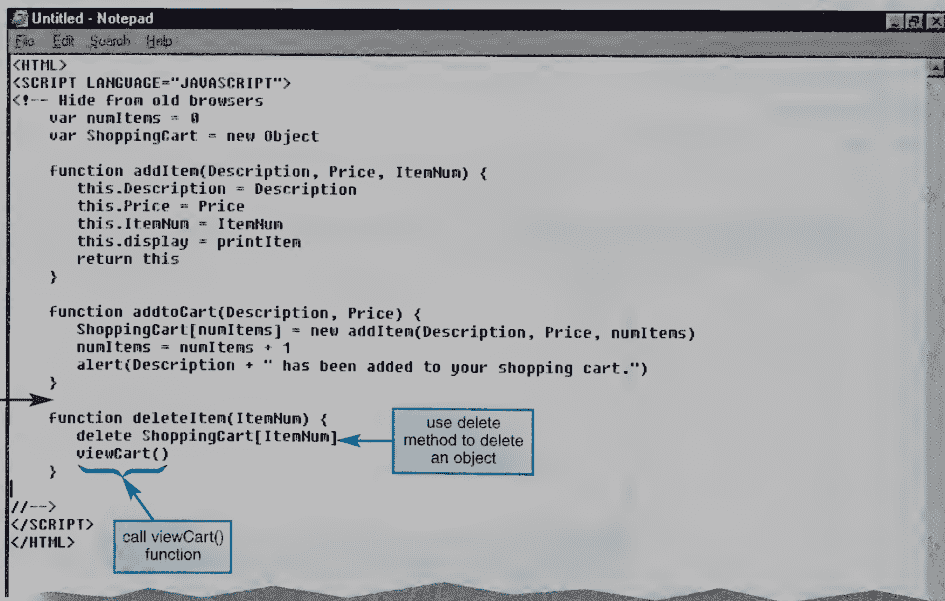 Untitled - Notepad
File Edit Search Help
<HTML>
<SCRIPT LANGUAGE="JAVASCRIPT">
<!-- Hide from old browsers
var numItems = 0
var ShoppingCart = new Object
function addItem(Description, Price, ItemNum) {
this.Description = Description
this.Price = Price
this.ItemNum = ItemNum
this.display = printItem
return this
}
function addtoCart(Description, Price) {
ShoppingCart[numItems] = new addItem(Description, Price, numItems)
numItems = numItems + 1
alert(Description + " has been added to your shopping cart.")
}
function deleteItem(ItemNum) {
delete ShoppingCart[ItemNum]
viewCart()
}
//-->
</SCRIPT>
</HTML>
use delete
method to delete
an object
call viewCart()
function